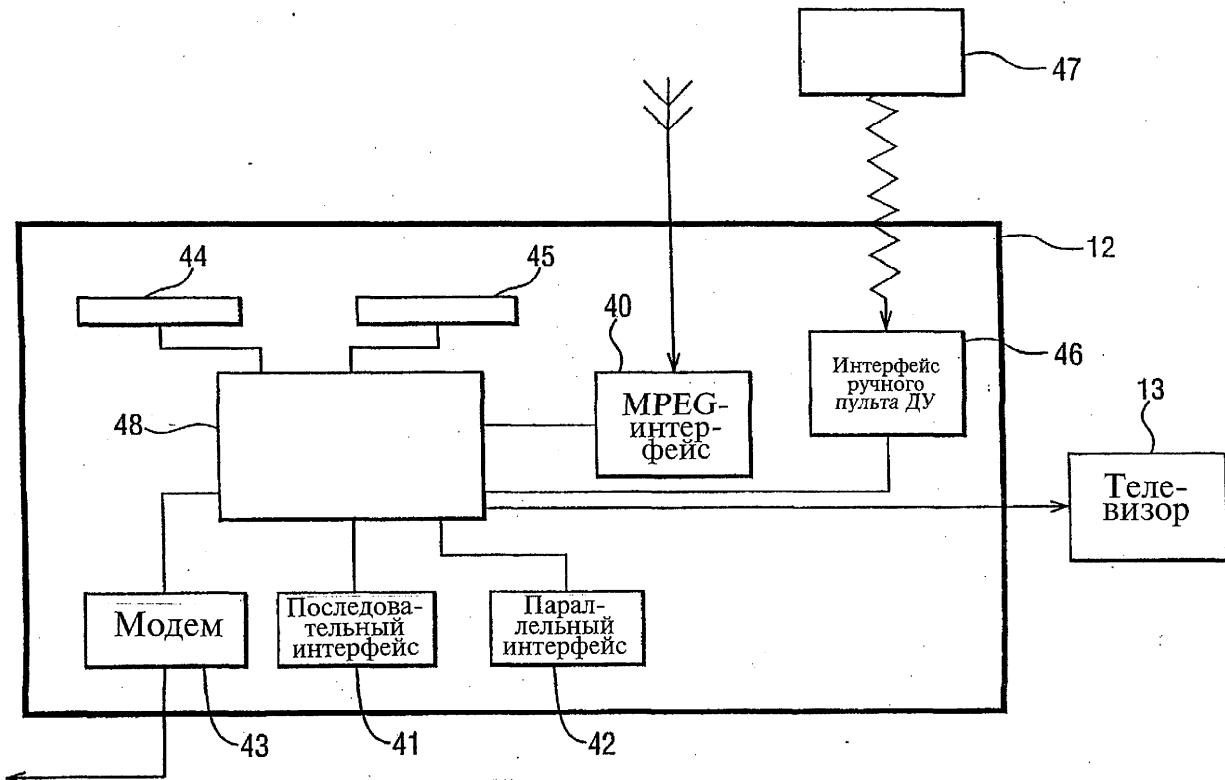 47
12
44
45
40
46
Интерфейс
ручного
пульта ДУ
MPEG-
интер-
фейс
48
13
Теле-
визор
Модем
Последова-
тельный
интерфейс
Парал-
лельный
интерфейс
43
41
42